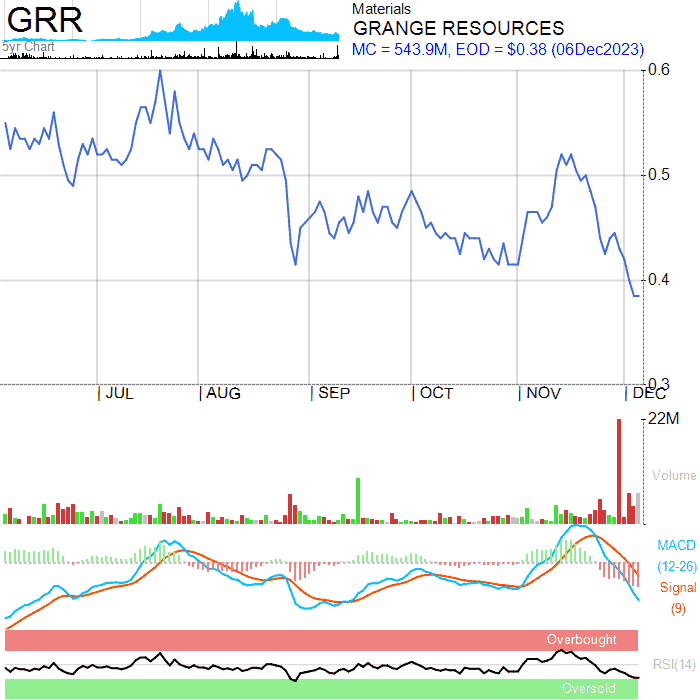 GRR
5yr Chart
Materials
GRANGE RESOURCES
MC = 543.9M, EOD = $0.38 (06Dec2023)
0.6
0.5
0.4
0.3
| JUL | AUG | SEP | OCT | NOV | DEC
22M
Volume
MACD
(12-26)
Signal
(9)
Overbought
RSI(14)
Oversold